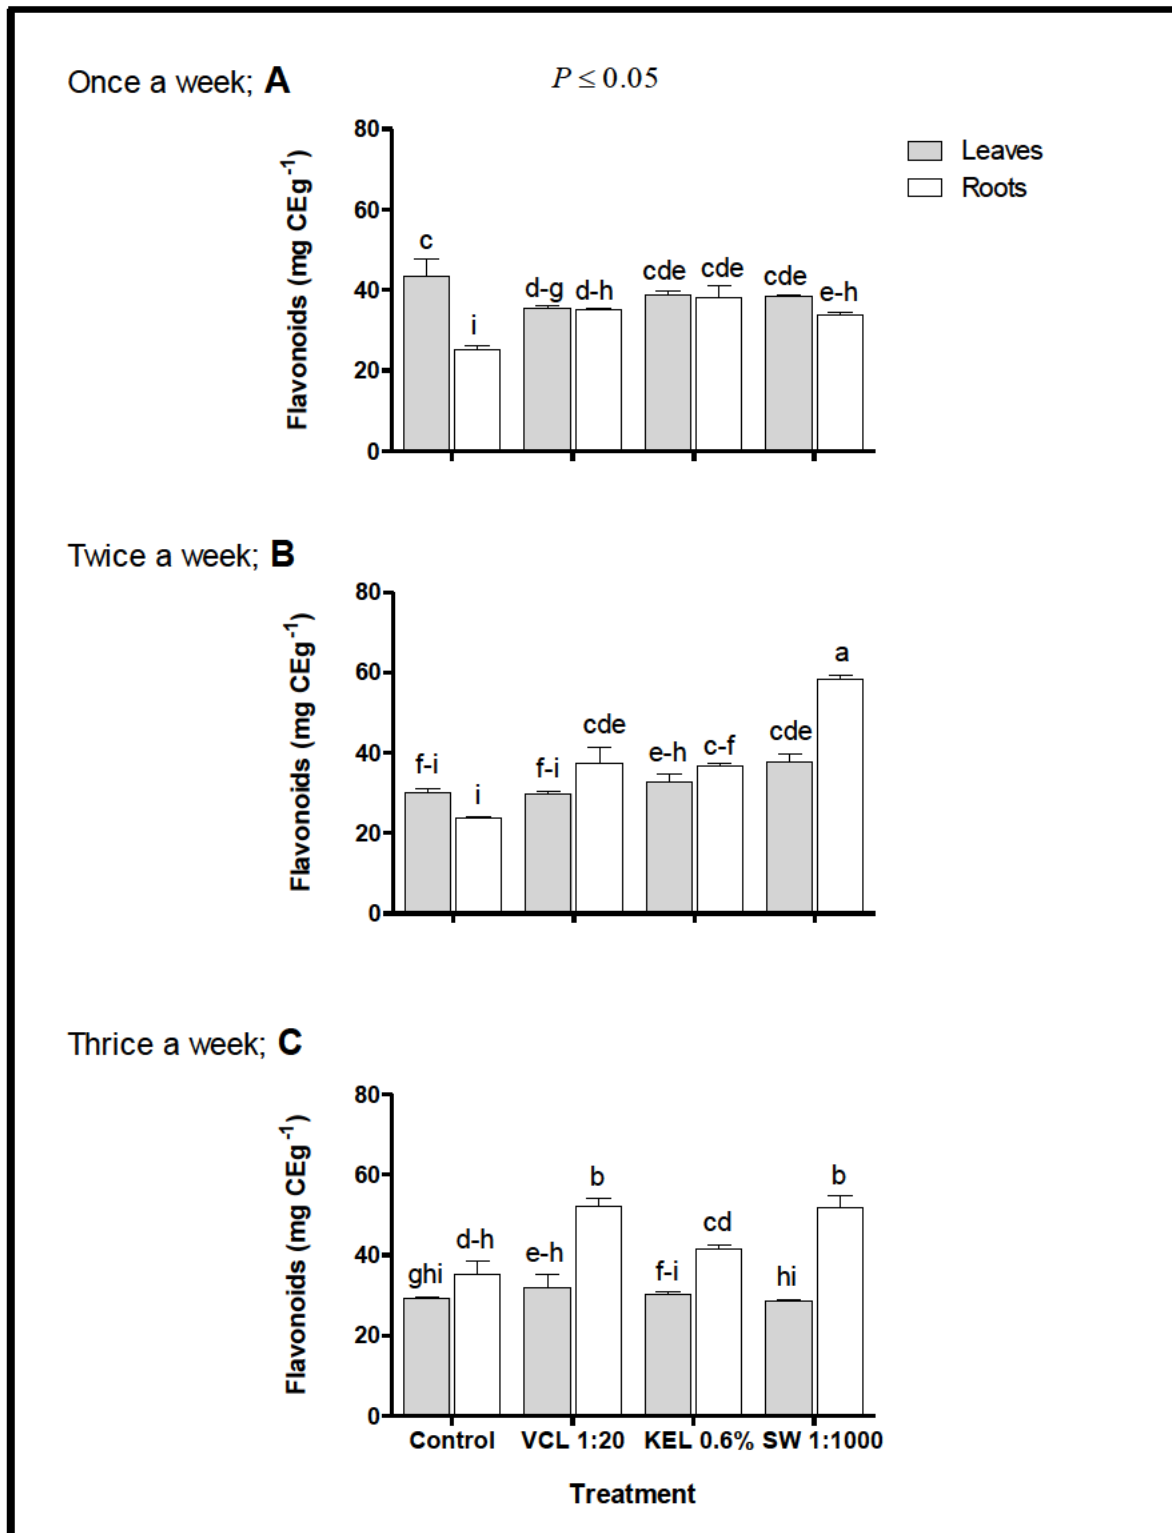 Once a week; A
P ≤ 0.05
Flavonoids (mg CEg⁻¹)
80
60
40
20
0
Leaves
Roots
c
i
d-g
d-h
cde
cde
cde
e-h
Twice a week; B
Flavonoids (mg CEg⁻¹)
80
60
40
20
0
f-i
i
f-i
cde
e-h
c-f
cde
a
Thrice a week; C
Flavonoids (mg CEg⁻¹)
80
60
40
20
0
ghi
d-h
e-h
b
f-i
cd
hi
b
Control VCL 1:20 KEL 0.6% SW 1:1000
Treatment